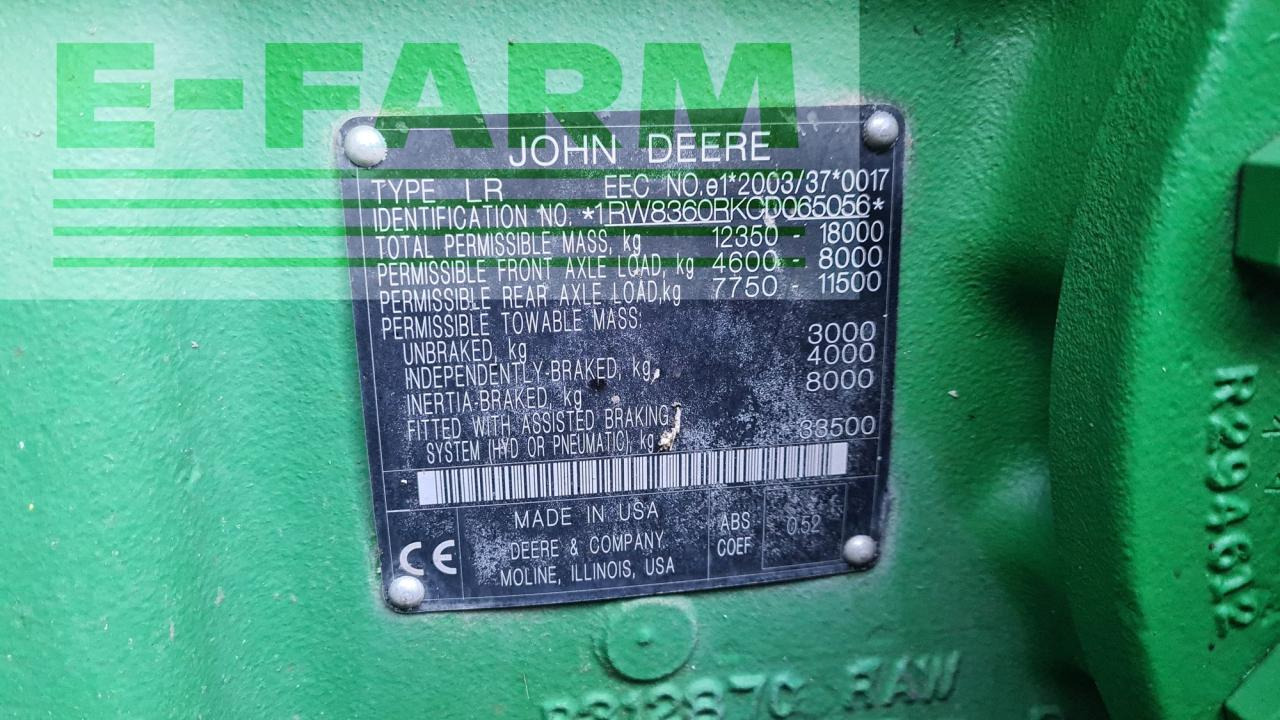 E-FARM
JOHN DEERE
TYPE LR EEC NO. e1*2003/37*0017
IDENTIFICATION NO. *1RW8360RKCD065056*
TOTAL PERMISSIBLE MASS, kg 12350 - 18000
PERMISSIBLE FRONT AXLE LOAD, kg 4600 - 8000
PERMISSIBLE REAR AXLE LOAD,kg 7750 - 11500
PERMISSIBLE TOWABLE MASS:
UNBRAKED, kg 3000
INDEPENDENTLY-BRAKED, kg 4000
INERTIA-BRAKED, kg 8000
FITTED WITH ASSISTED BRAKING
SYSTEM (HYD OR PNEUMATIC), kg 33500
MADE IN USA
CE DEERE & COMPANY
MOLINE, ILLINOIS, USA
ABS
COEF
0.52
R29A612
RAW